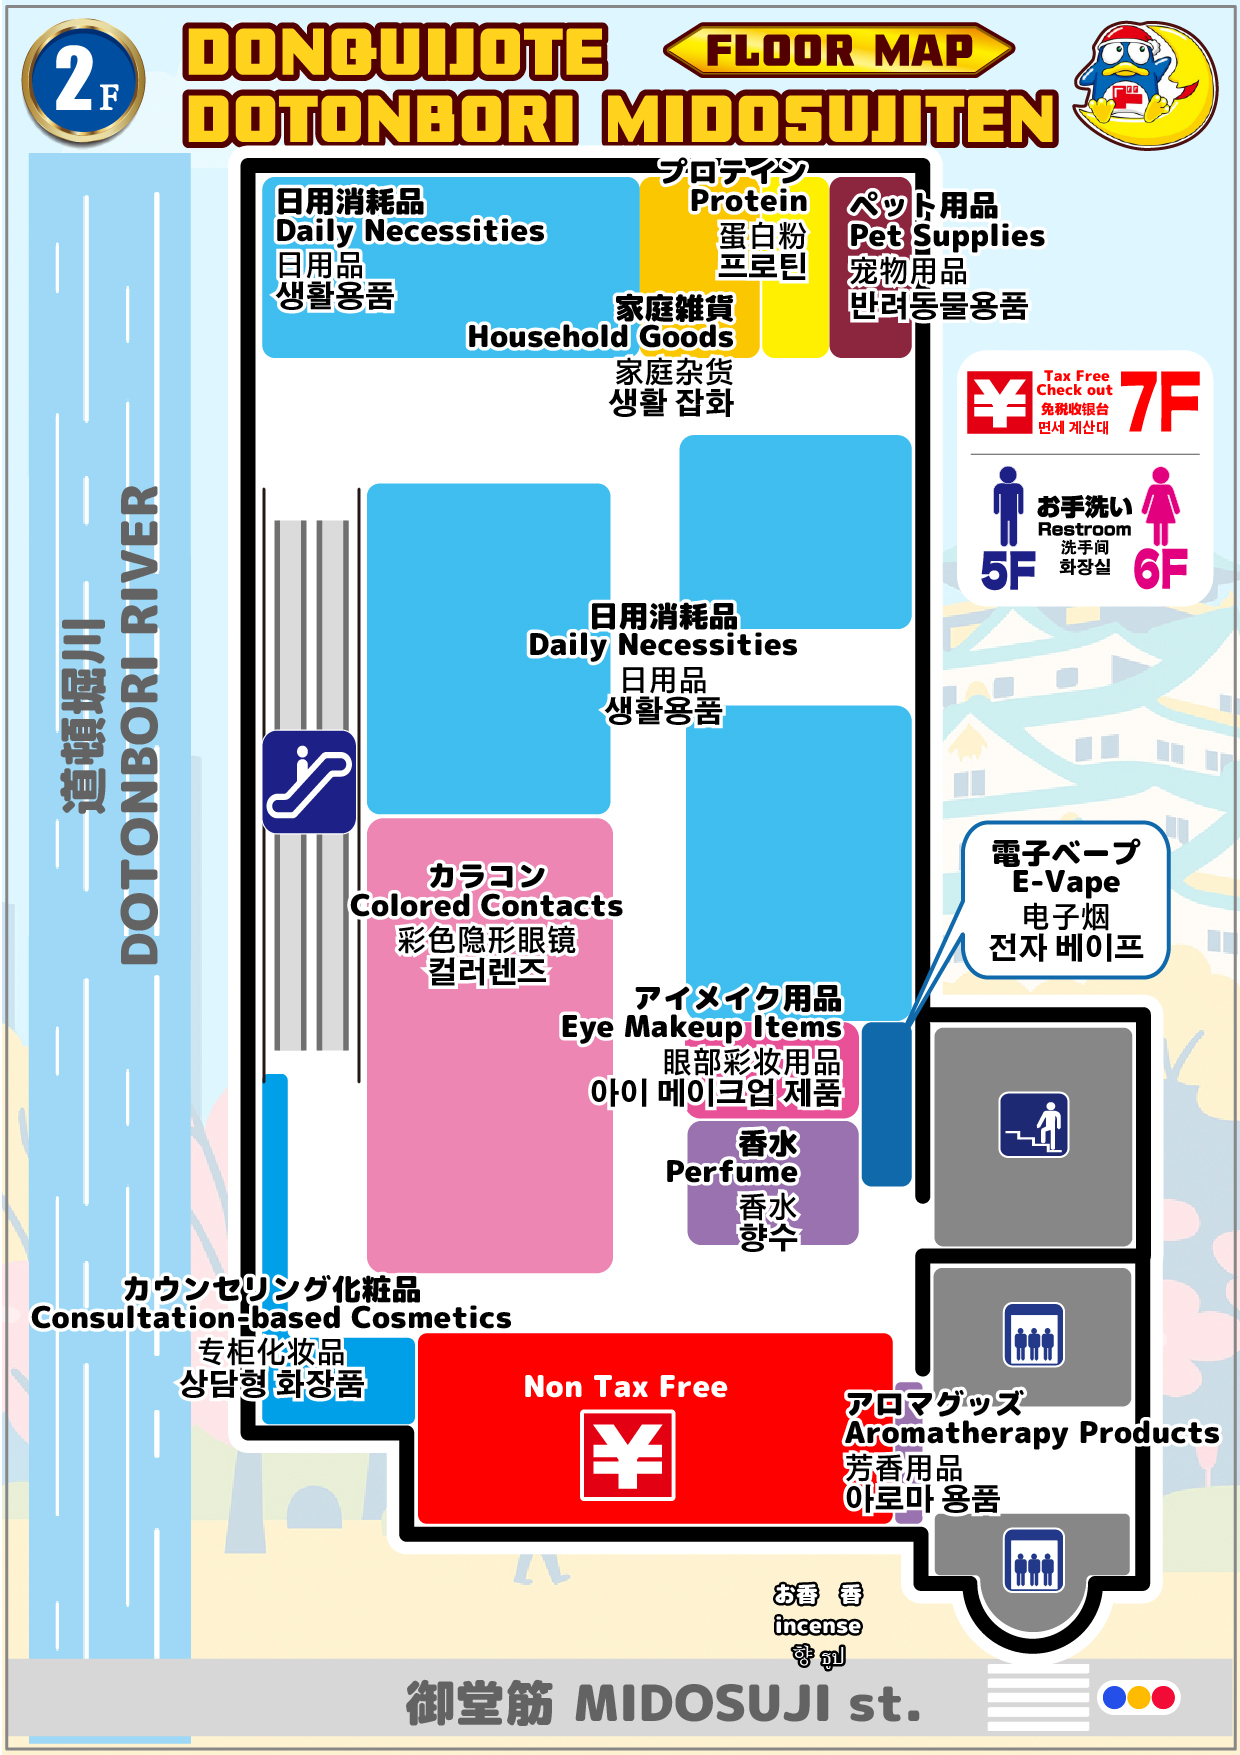 2F
DONQUIJOTE
FLOOR MAP
DOTONBORI MIDOSUJITEN
日用消耗品
Daily Necessities
日用品
생활용품
プロテイン
Protein
蛋白粉
프로틴
ペット用品
Pet Supplies
宠物用品
반려동물용품
家庭雑貨
Household Goods
家庭杂货
생활 잡화
Tax Free
Check out
免税收银台
면세 계산대
7F
お手洗い
Restroom
洗手间
화장실
5F
6F
道頓堀川
DOTONBORI RIVER
日用消耗品
Daily Necessities
日用品
생활용품
カラコン
Colored Contacts
彩色隐形眼镜
컬러렌즈
電子ベープ
E-Vape
电子烟
전자 베이프
アイメイク用品
Eye Makeup Items
眼部彩妆用品
아이 메이크업 제품
香水
Perfume
香水
향수
カウンセリング化粧品
Consultation-based Cosmetics
专柜化妆品
상담형 화장품
Non Tax Free
¥
アロマグッズ
Aromatherapy Products
芳香用品
아로마 용품
お香 香
incense
향 ธูป
御堂筋 MIDOSUJI st.